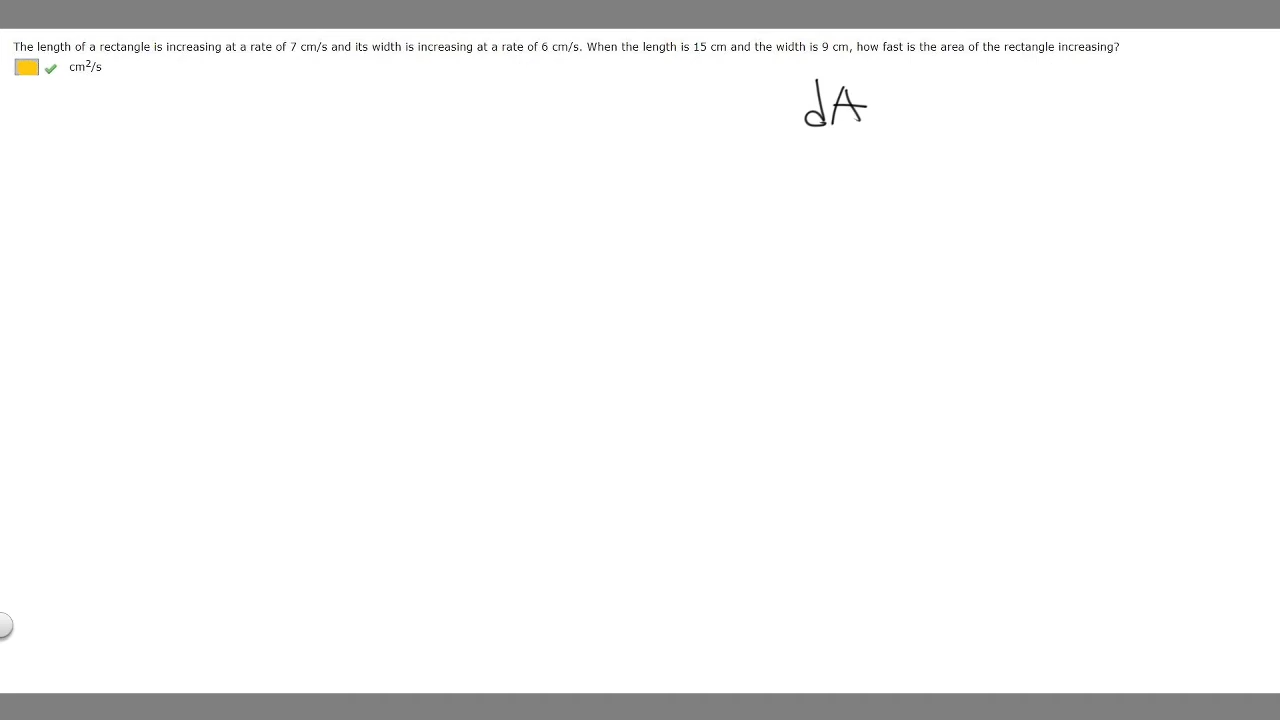 The length of a rectangle is increasing at a rate of 7 cm/s and its width is increasing at a rate of 6 cm/s. When the length is 15 cm and the width is 9 cm, how fast is the area of the rectangle increasing?
cm²/s
dA